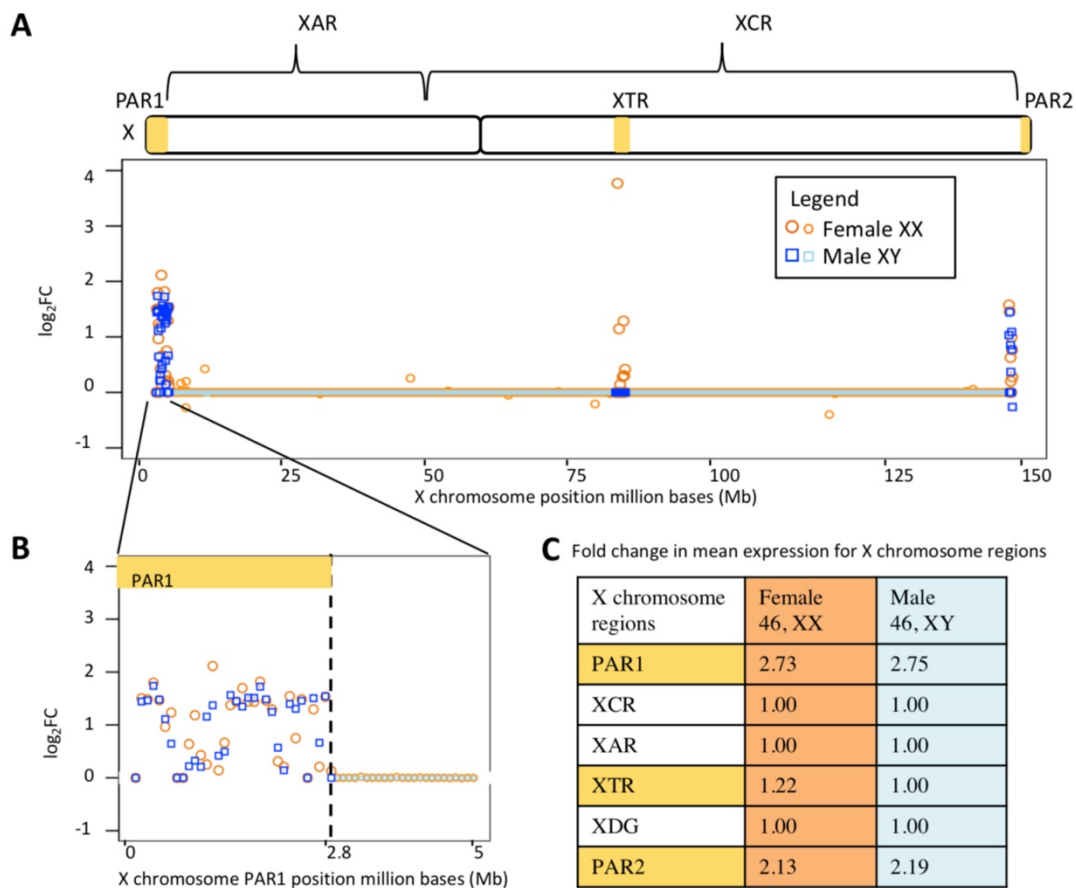 A
XAR
XCR
PAR1
XTR
PAR2
X
4
3
2
1
0
-1
log2FC
Legend
Female XX
Male XY
0
25
50
75
100
125
150
X chromosome position million bases (Mb)
B
PAR1
4
3
2
1
0
-1
log2FC
0
2.8
5
X chromosome PAR1 position million bases (Mb)
C Fold change in mean expression for X chromosome regions
X chromosome regions
Female 46, XX
Male 46, XY
PAR1 2.73 2.75
XCR 1.00 1.00
XAR 1.00 1.00
XTR 1.22 1.00
XDG 1.00 1.00
PAR2 2.13 2.19